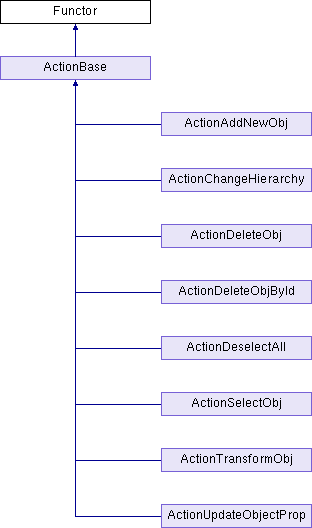 Functor
ActionBase
ActionAddNewObj
ActionChangeHierarchy
ActionDeleteObj
ActionDeleteObjById
ActionDeselectAll
ActionSelectObj
ActionTransformObj
ActionUpdateObjectProp